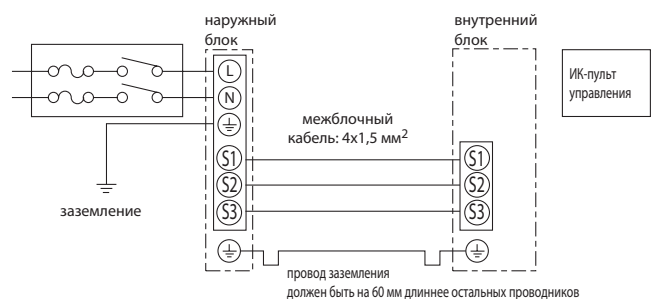 наружный
блок
внутренний
блок
L
N
ИК-пульт
управления
межблочный
кабель: 4x1,5 мм²
S1
S2
S3
S1
S2
S3
заземление
провод заземления
должен быть на 60 мм длиннее остальных проводников